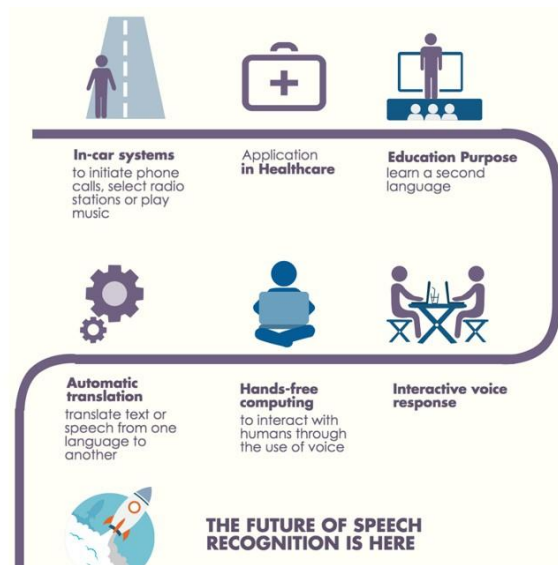 In-car systems
to initiate phone
calls, select radio
stations or play
music
Application
in Healthcare
Education Purpose
learn a second
language
Automatic
translation
translate text or
speech from one
language to
another
Hands-free
computing
to interact with
humans through
the use of voice
Interactive voice
response
THE FUTURE OF SPEECH
RECOGNITION IS HERE